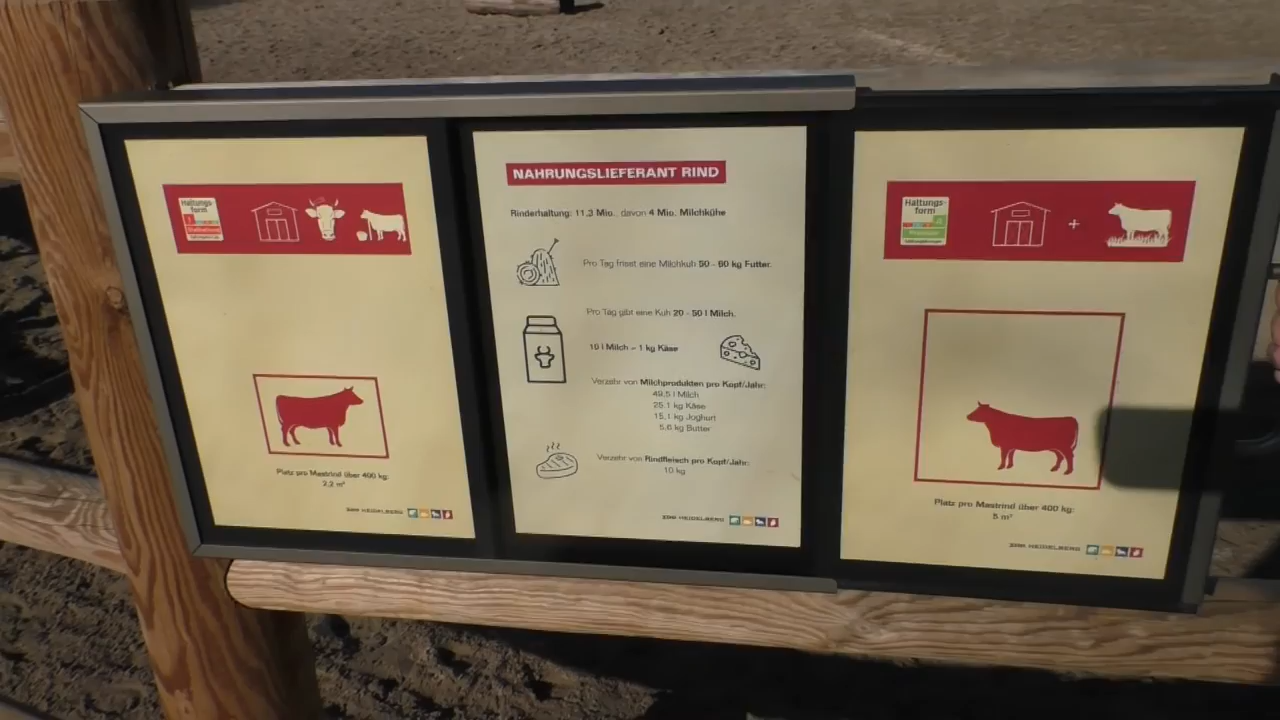 Haltungs-
form
Platz pro Mastrind über 400 kg:
2,2 m²
ZOO HEIDELBERG
NAHRUNGSLIEFERANT RIND
Rinderhaltung: 11,3 Mio., davon 4 Mio. Milchkühe
Pro Tag frisst eine Milchkuh 50 - 60 kg Futter.
Pro Tag gibt eine Kuh 20 - 50 l Milch.
10 l Milch = 1 kg Käse
Verzehr von Milchprodukten pro Kopf/Jahr:
49,5 l Milch
25,1 kg Käse
15,1 kg Joghurt
5,6 kg Butter
Verzehr von Rindfleisch pro Kopf/Jahr:
10 kg
ZOO HEIDELBERG
Haltungs-
form
4
Premium
+
Platz pro Mastrind über 400 kg:
5 m²
ZOO HEIDELBERG